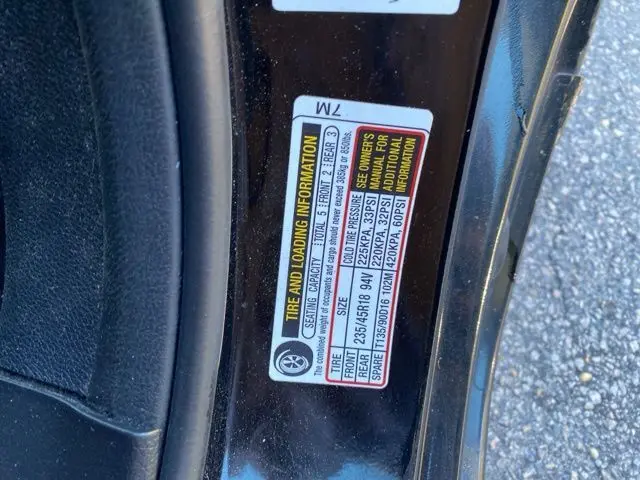 7M
TIRE AND LOADING INFORMATION
SEATING CAPACITY TOTAL 5 FRONT 2 REAR 3
The combined weight of occupants and cargo should never exceed 385kg or 850lbs.
TIRE SIZE COLD TIRE PRESSURE
FRONT 235/45R18 94V 225KPA, 33PSI
REAR 220KPA, 32PSI
SPARE T135/90D16 102M 420KPA, 60PSI
SEE OWNER'S
MANUAL FOR
ADDITIONAL
INFORMATION